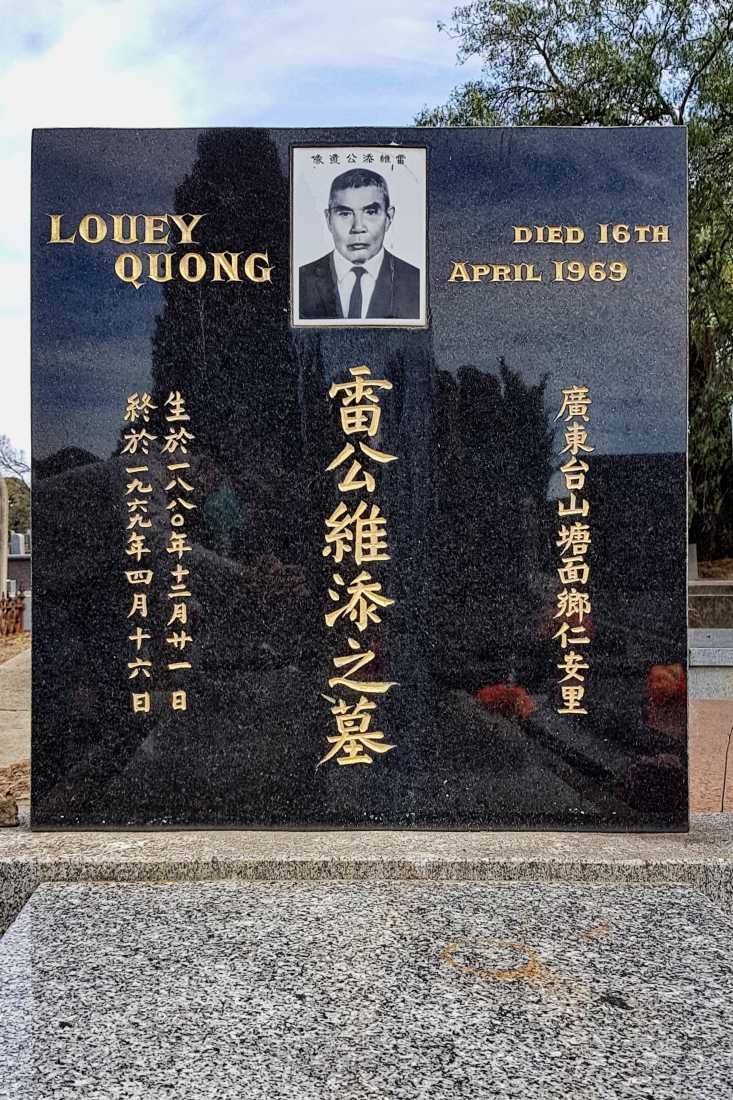 雷維添公遺像
LOUEY
QUONG
DIED 16TH
APRIL 1969
廣東台山塘面鄉仁安里
雷公維添之墓
生於一八八〇年十二月廿一日
終於一九六九年四月十六日